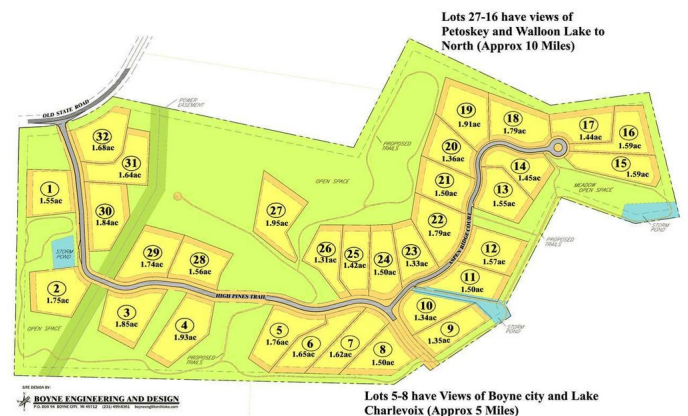 Lots 27-16 have views of
Petoskey and Walloon Lake to
North (Approx 10 Miles)
OLD STATE ROAD
POWER
EASEMENT
32
1.68ac
31
1.64ac
30
1.84ac
1
1.55ac
STORM
POND
2
1.75ac
OPEN SPACE
29
1.74ac
28
1.56ac
3
1.85ac
4
1.93ac
HIGH PINES TRAIL
PROPOSED
TRAILS
27
1.95ac
OPEN SPACE
PROPOSED
TRAILS
26
1.31ac
25
1.42ac
24
1.50ac
23
1.33ac
22
1.79ac
21
1.50ac
20
1.36ac
19
1.91ac
18
1.79ac
17
1.44ac
16
1.59ac
15
1.59ac
14
1.45ac
13
1.55ac
MEADOW
OPEN SPACE
STORM
POND
ASPEN RIDGE COURT
PROPOSED
TRAILS
12
1.57ac
11
1.50ac
10
1.34ac
9
1.35ac
STORM
POND
5
1.76ac
6
1.65ac
7
1.62ac
8
1.50ac
SITE DESIGN BY:
BOYNE ENGINEERING AND DESIGN
Lots 5-8 have Views of Boyne city and Lake
Charlevoix (Approx 5 Miles)